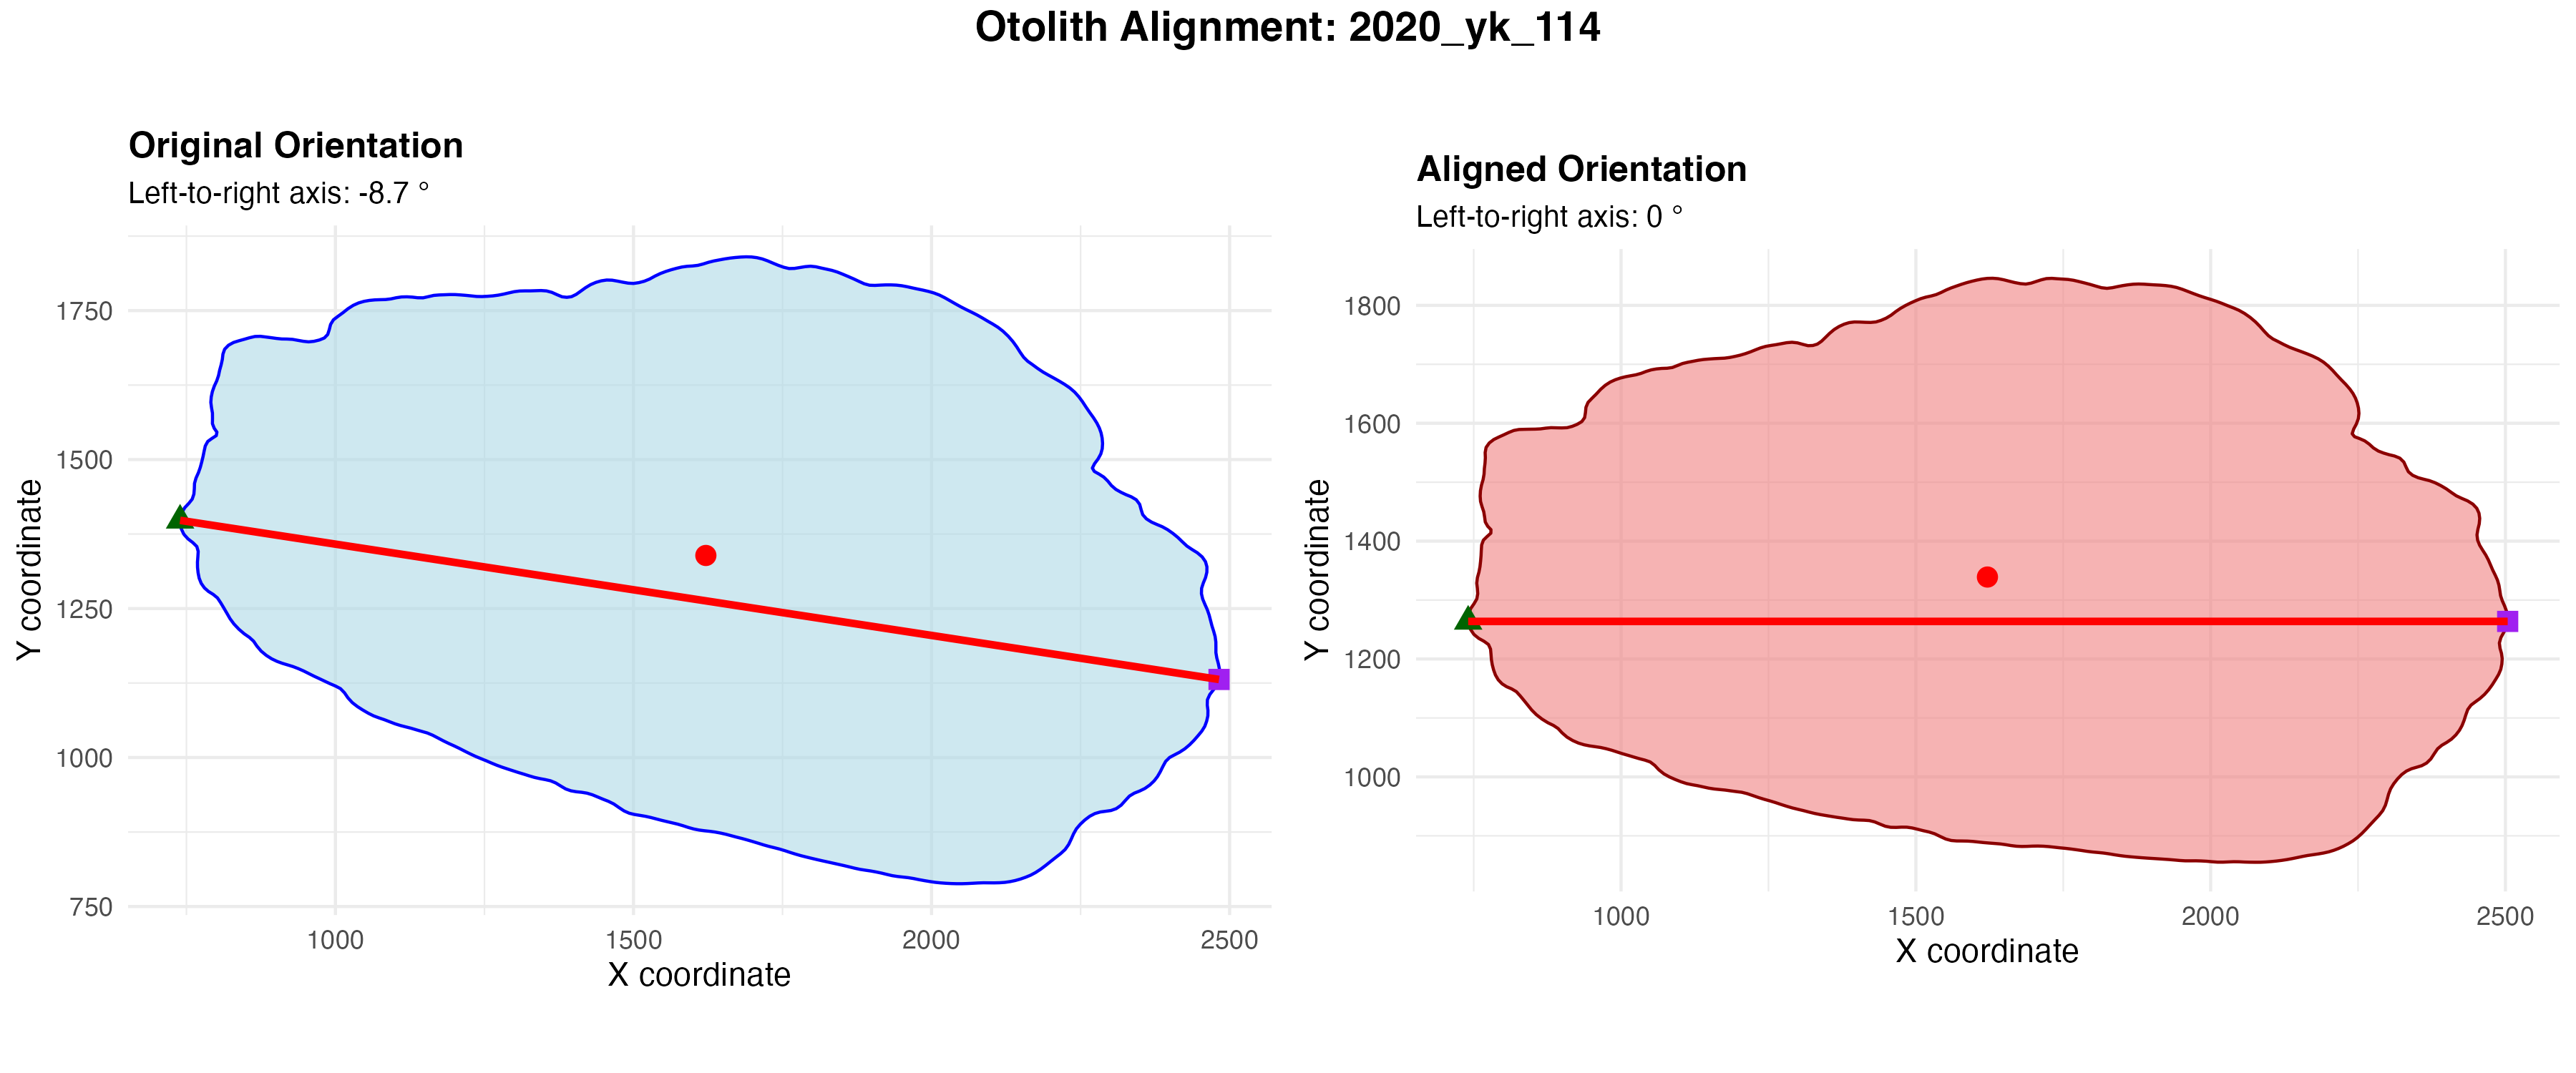 Otolith Alignment: 2020_yk_114
Original Orientation
Left-to-right axis: -8.7 °
Y coordinate
1750
1500
1250
1000
750
1000 1500 2000 2500
X coordinate
Aligned Orientation
Left-to-right axis: 0 °
Y coordinate
1800
1600
1400
1200
1000
1000 1500 2000 2500
X coordinate